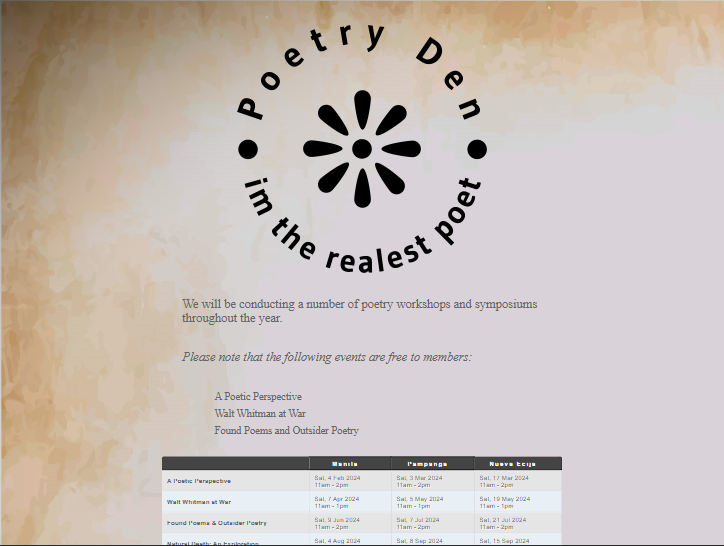 Poetry Den
im the realest poet
We will be conducting a number of poetry workshops and symposiums
throughout the year.
Please note that the following events are free to members:
A Poetic Perspective
Walt Whitman at War
Found Poems and Outsider Poetry
Manila Pampanga Nueva Ecija
A Poetic Perspective Sat, 4 Feb 2024 Sat, 3 Mar 2024 Sat, 17 Mar 2024
11am - 2pm 11am - 2pm 11am - 2pm
Walt Whitman at War Sat, 7 Apr 2024 Sat, 5 May 2024 Sat, 19 May 2024
11am - 1pm 11am - 1pm 11am - 1pm
Found Poems & Outsider Poetry Sat, 9 Jun 2024 Sat, 7 Jul 2024 Sat, 21 Jul 2024
11am - 2pm 11am - 2pm 11am - 2pm
Natural Death: An Exploration Sat, 4 Aug 2024 Sat, 8 Sep 2024 Sat, 15 Sep 2024